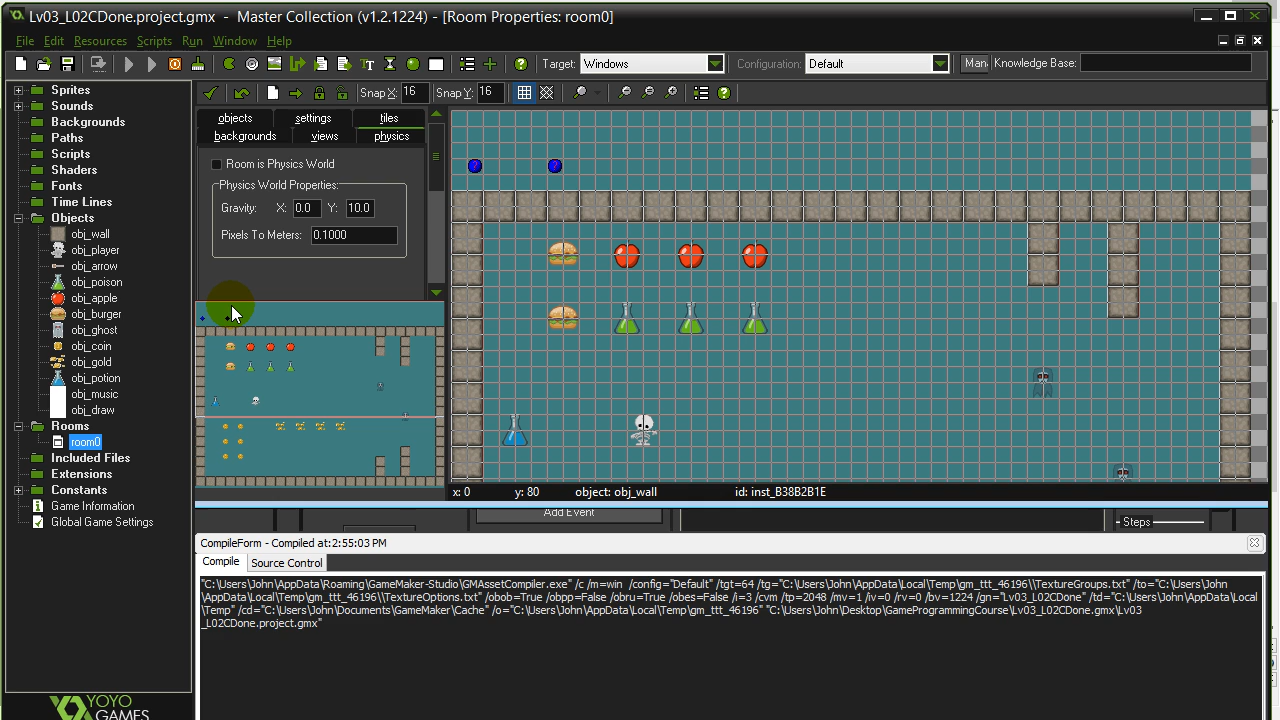 Lv03_L02CDone.project.gmx - Master Collection (v1.2.1224) - [Room Properties: room0]
File Edit Resources Scripts Run Window Help
Target: Windows Configuration: Default Man Knowledge Base:
Snap X: 16 Snap Y: 16
Sprites
Sounds
Backgrounds
Paths
Scripts
Shaders
Fonts
Time Lines
Objects
obj_wall
obj_player
obj_arrow
obj_poison
obj_apple
obj_burger
obj_ghost
obj_coin
obj_gold
obj_potion
obj_music
obj_draw
Rooms
room0
Included Files
Extensions
Constants
Game Information
Global Game Settings
YOYO
GAMES
objects settings tiles
backgrounds views physics
Room is Physics World
Physics World Properties:
Gravity: X: 0.0 Y: 10.0
Pixels To Meters: 0.1000
? ?
x: 0 y: 80 object: obj_wall id: inst_B38B2B1E
Add Event
Steps
CompileForm - Compiled at:2:55:03 PM
Compile Source Control
"C:\Users\John\AppData\Roaming\GameMaker-Studio\GMAssetCompiler.exe" /c /m=win /config="Default" /tgt=64 /tg="C:\Users\John\AppData\Local\Temp\gm_ttt_46196\\TextureGroups.txt" /to="C:\Users\John
\AppData\Local\Temp\gm_ttt_46196\\TextureOptions.txt" /obob=True /obpp=False /obru=True /obes=False /i=3 /cvm /tp=2048 /mv=1 /iv=0 /rv=0 /bv=1224 /gn="Lv03_L02CDone" /td="C:\Users\John\AppData\Local
\Temp" /cd="C:\Users\John\Documents\GameMaker\Cache" /o="C:\Users\John\AppData\Local\Temp\gm_ttt_46196" "C:\Users\John\Desktop\GameProgrammingCourse\Lv03_L02CDone.gmx\Lv03
_L02CDone.project.gmx"